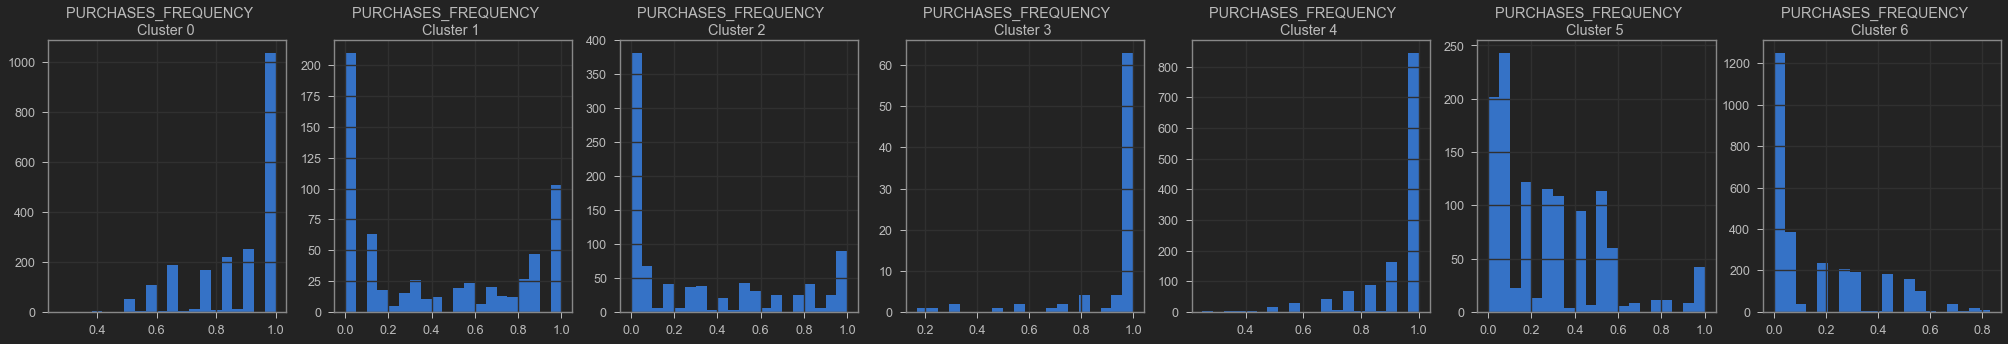 PURCHASES_FREQUENCY
Cluster 0
1000
800
600
400
200
0
0.4 0.6 0.8 1.0
PURCHASES_FREQUENCY
Cluster 1
200
175
150
125
100
75
50
25
0
0.0 0.2 0.4 0.6 0.8 1.0
PURCHASES_FREQUENCY
Cluster 2
400
350
300
250
200
150
100
50
0
0.0 0.2 0.4 0.6 0.8 1.0
PURCHASES_FREQUENCY
Cluster 3
60
50
40
30
20
10
0
0.2 0.4 0.6 0.8 1.0
PURCHASES_FREQUENCY
Cluster 4
800
700
600
500
400
300
200
100
0
0.4 0.6 0.8 1.0
PURCHASES_FREQUENCY
Cluster 5
250
200
150
100
50
0
0.0 0.2 0.4 0.6 0.8 1.0
PURCHASES_FREQUENCY
Cluster 6
1200
1000
800
600
400
200
0
0.0 0.2 0.4 0.6 0.8